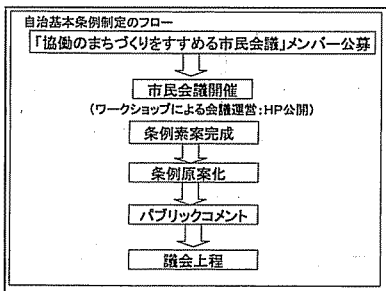 自治基本条例制定のフロー
「協働のまちづくりをすすめる市民会議」メンバー公募
市民会議開催
(ワークショップによる会議運営:HP公開)
条例素案完成
条例原案化
パブリックコメント
議会上程